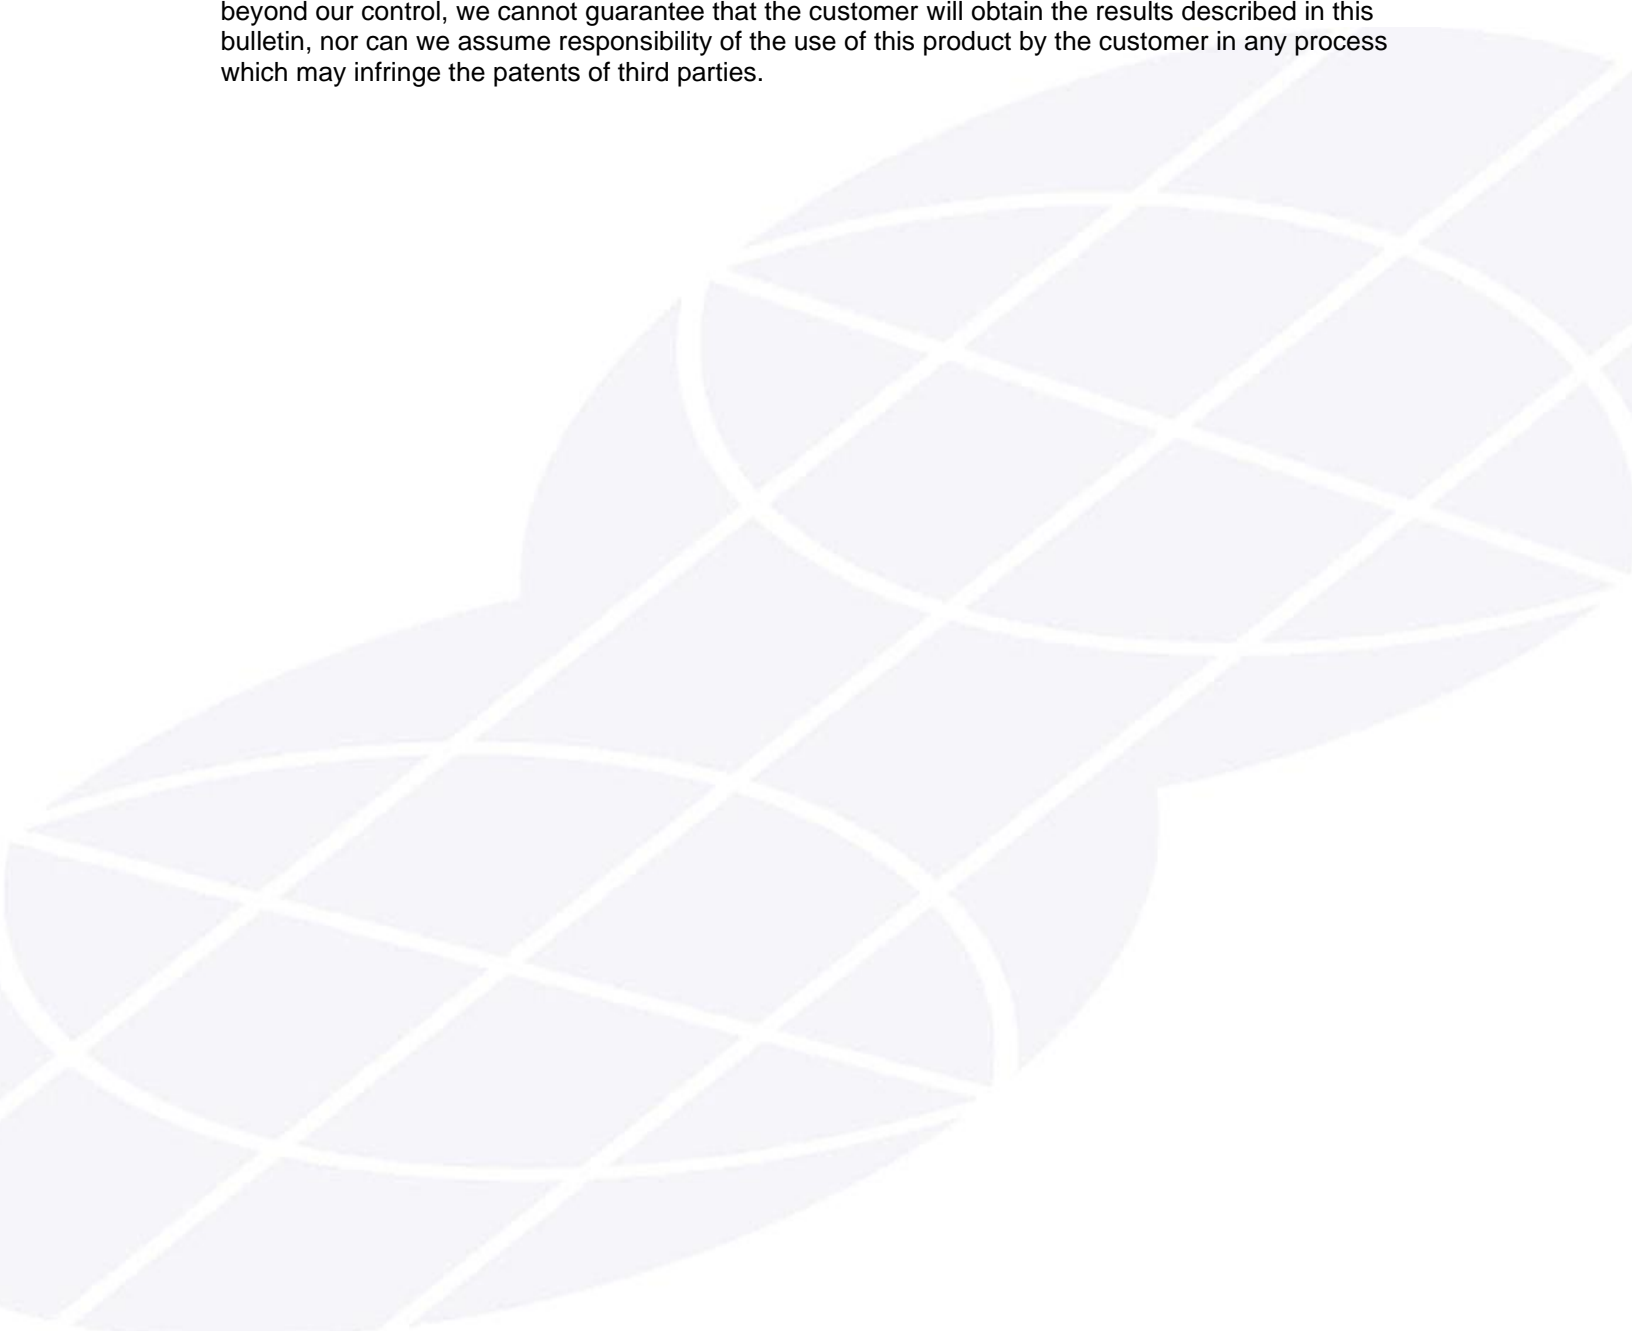 beyond our control, we cannot guarantee that the customer will obtain the results described in this
bulletin, nor can we assume responsibility of the use of this product by the customer in any process
which may infringe the patents of third parties.